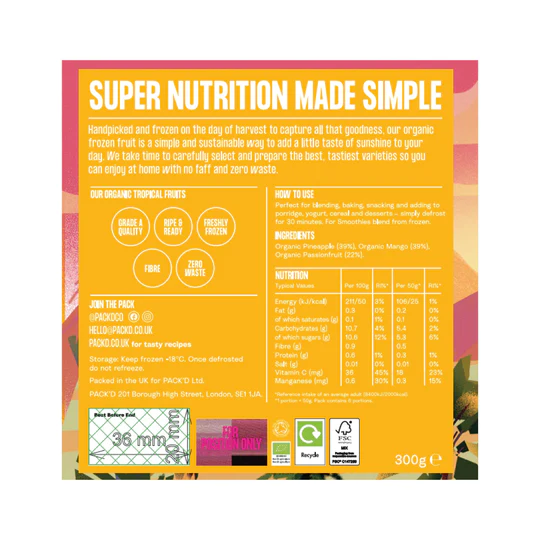 SUPER NUTRITION MADE SIMPLE
Handpicked and frozen on the day of harvest to capture all that goodness, our organic
frozen fruit is a simple and sustainable way to add a little taste of sunshine to your
day. We take time to carefully select and prepare the best, tastiest varieties so you
can enjoy at home with no faff and zero waste.
OUR ORGANIC TROPICAL FRUITS
GRADE A
QUALITY
RIPE &
READY
FRESHLY
FROZEN
FIBRE
ZERO
WASTE
JOIN THE PACK
@PACKDCO
HELLO@PACKD.CO.UK
PACKD.CO.UK for tasty recipes
Storage: Keep frozen -18°C. Once defrosted
do not refreeze.
Packed in the UK for PACK'D Ltd.
PACK'D 201 Borough High Street, London, SE1 1JA.
HOW TO USE
Perfect for blending, baking, snacking and adding to
porridge, yogurt, cereal and desserts – simply defrost
for 30 minutes. For Smoothies blend from frozen.
INGREDIENTS
Organic Pineapple (39%), Organic Mango (39%),
Organic Passionfruit (22%).
NUTRITION
Typical Values Per 100g RI%* Per 50g^ RI%*
Energy (kJ/kcal) 211/50 3% 106/25 1%
Fat (g) 0.3 0% 0.2 0%
of which saturates (g) 0.1 1% 0.1 0%
Carbohydrates (g) 10.7 4% 5.4 2%
of which sugars (g) 10.6 12% 5.3 6%
Fibre (g) 0.9 0.5
Protein (g) 0.6 1% 0.3 1%
Salt (g) 0.01 0% 0.01 0%
Vitamin C (mg) 36 45% 18 23%
Manganese (mg) 0.6 30% 0.3 15%
*Reference intake of an average adult
portion = 50g. Pack contains 6 portions.
Best Before End
36 mm
20 mm
FOR
POSITION ONLY
Recycle
FSC
MIX
300g ℮